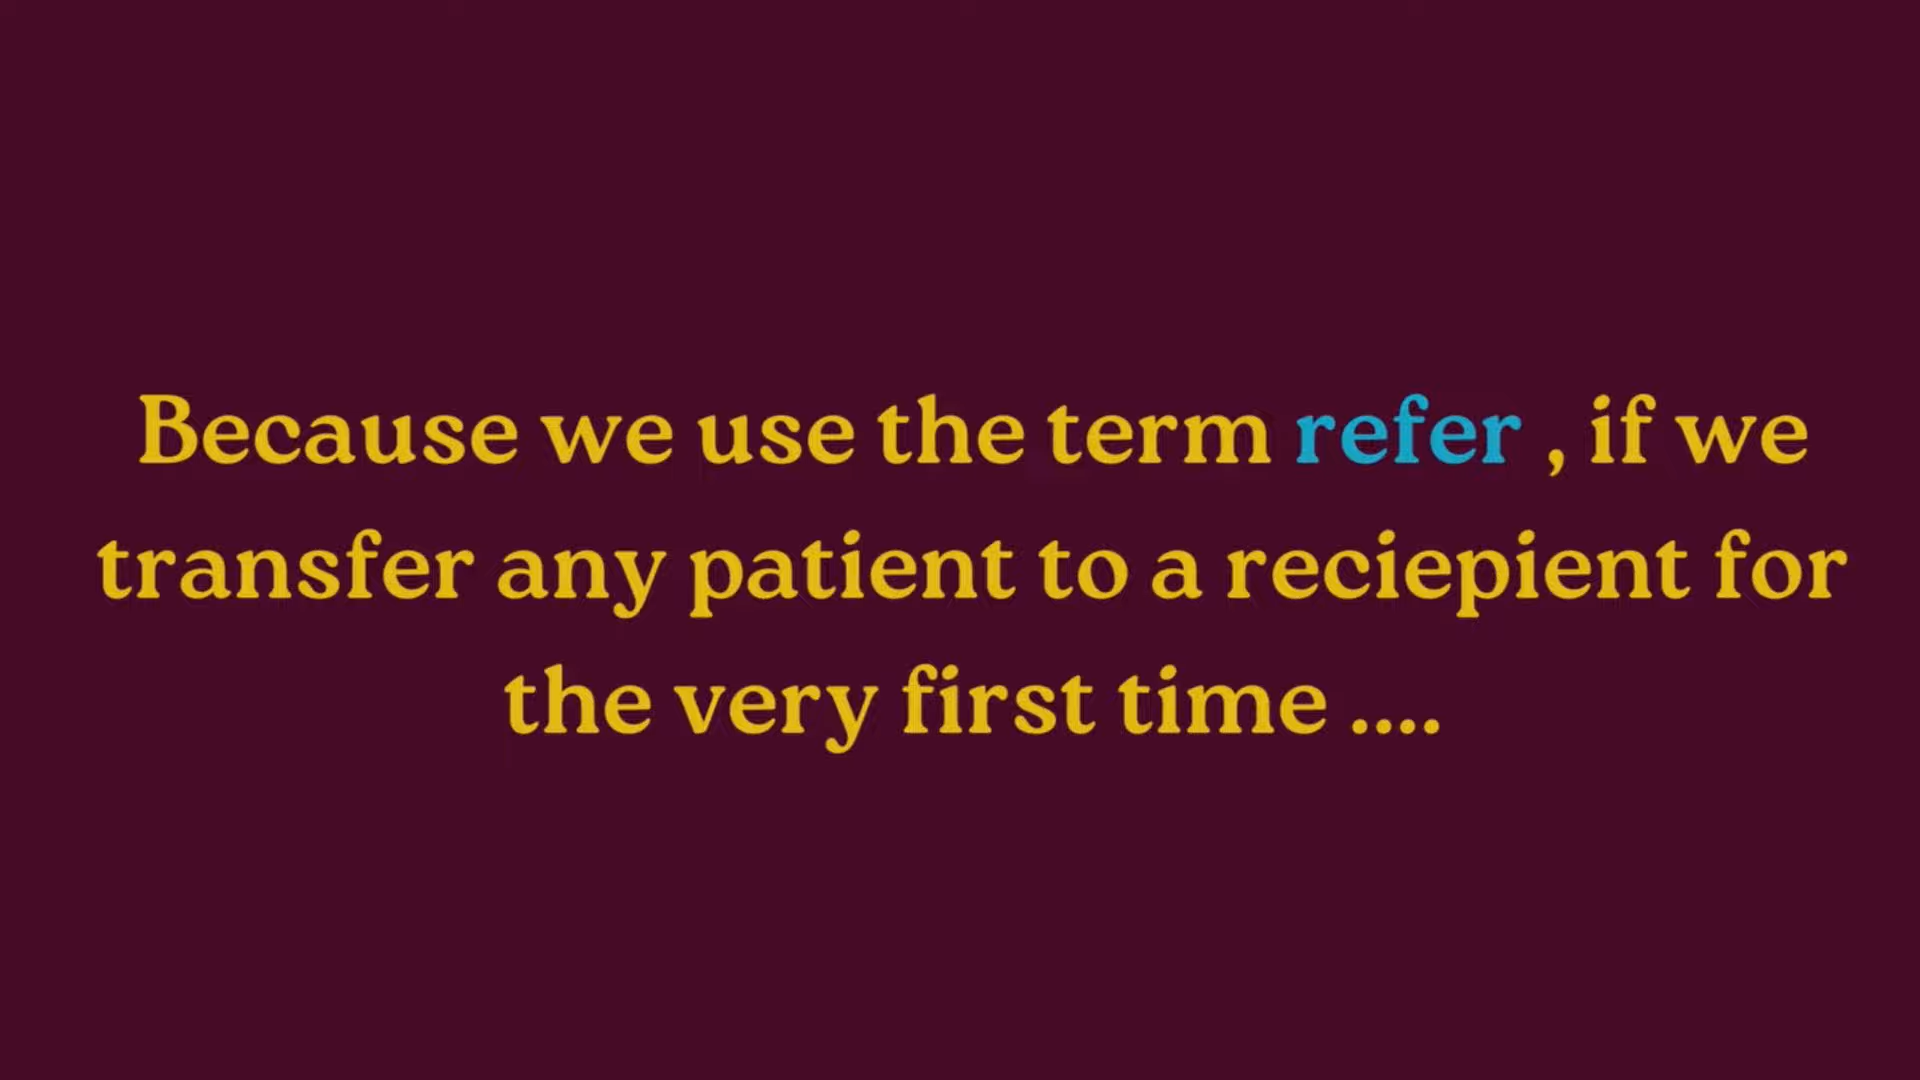 Because we use the term refer , if we
transfer any patient to a reciepient for
the very first time ....